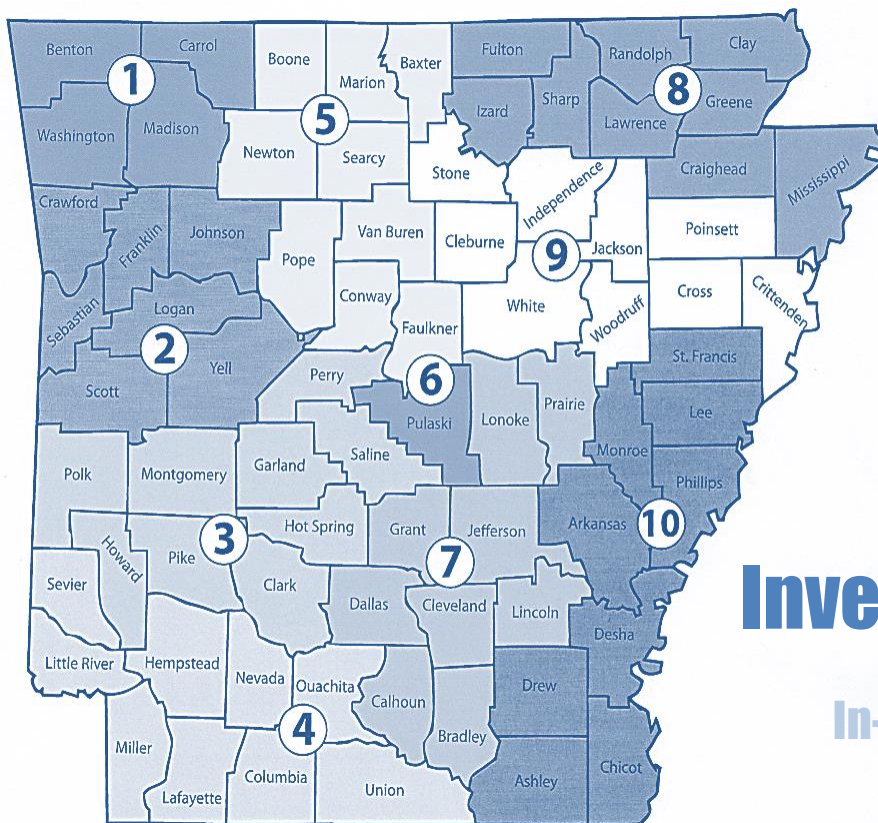 Benton
Carrol
Boone
Marion
Baxter
Fulton
Randolph
Clay
1
8
5
Washington
Madison
Newton
Searcy
Izard
Sharp
Lawrence
Greene
Stone
Independence
Craighead
Mississippi
Crawford
Franklin
Johnson
Pope
Van Buren
Cleburne
9
Jackson
Poinsett
Sebastian
Logan
Conway
Faulkner
White
Woodruff
Cross
Crittenden
2
6
Scott
Yell
Perry
Pulaski
Lonoke
Prairie
St. Francis
Lee
Monroe
Phillips
Polk
Montgomery
Garland
Saline
Hot Spring
Grant
Jefferson
Arkansas
10
3
7
Howard
Pike
Sevier
Clark
Dallas
Cleveland
Lincoln
Desha
Inve
Little River
Hempstead
Nevada
Ouachita
Calhoun
Bradley
Drew
4
In-
Miller
Lafayette
Columbia
Union
Ashley
Chicot